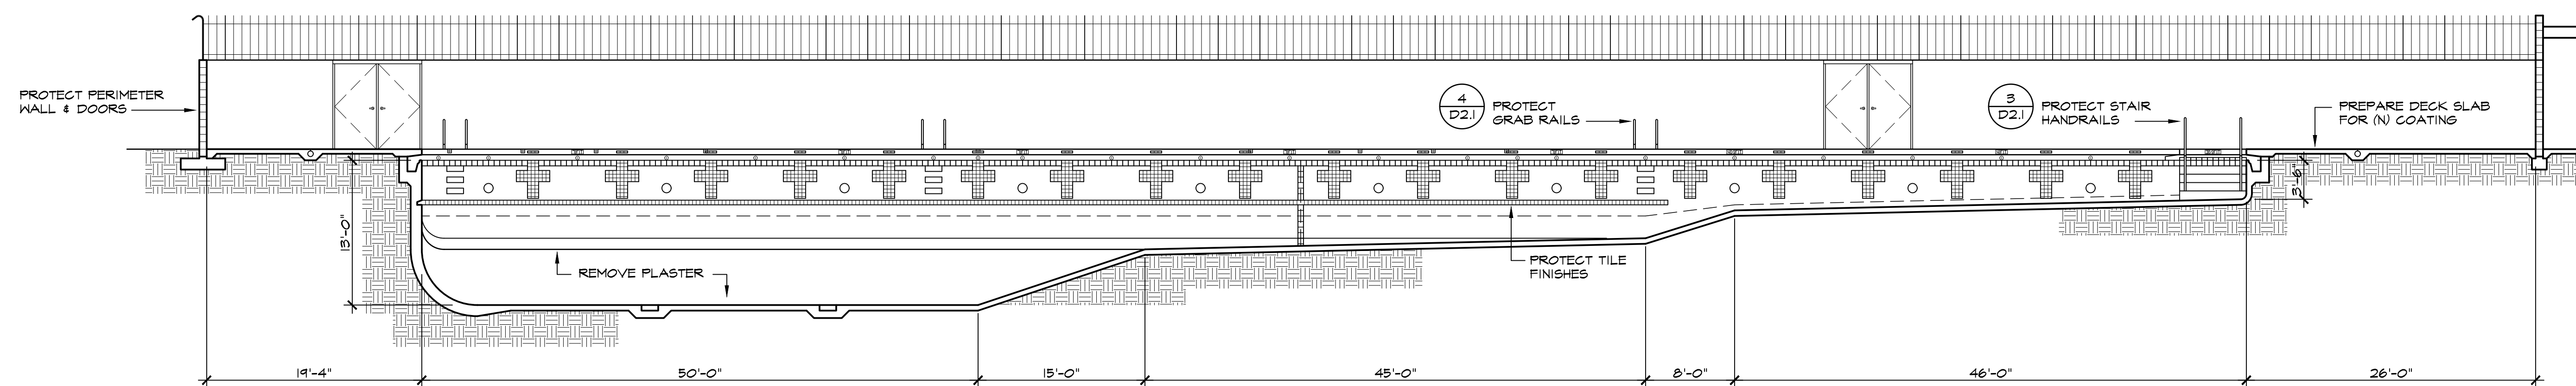 PROTECT PERIMETER
WALL & DOORS
4
D2.1
PROTECT
GRAB RAILS
3
D2.1
PROTECT STAIR
HANDRAILS
PREPARE DECK SLAB
FOR (N) COATING
13'-0"
3'-6"
REMOVE PLASTER
PROTECT TILE
FINISHES
19'-4"
50'-0"
15'-0"
45'-0"
8'-0"
46'-0"
26'-0"